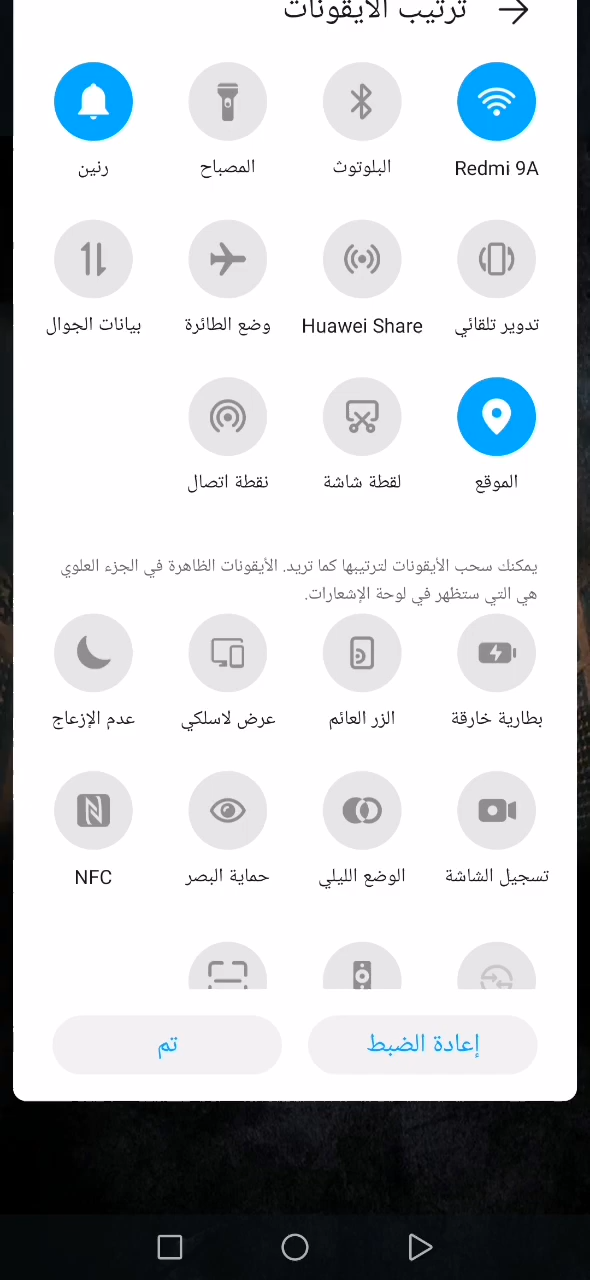 ترتيب الأيقونات
Redmi 9A البلوتوث المصباح رنين
تدوير تلقائي Huawei Share وضع الطائرة بيانات الجوال
الموقع لقطة شاشة نقطة اتصال
يمكنك سحب الأيقونات لترتيبها كما تريد. الأيقونات الظاهرة في الجزء العلوي
هي التي ستظهر في لوحة الإشعارات.
بطارية خارقة الزر العائم عرض لاسلكي عدم الإزعاج
تسجيل الشاشة الوضع الليلي حماية البصر NFC
إعادة الضبط تم